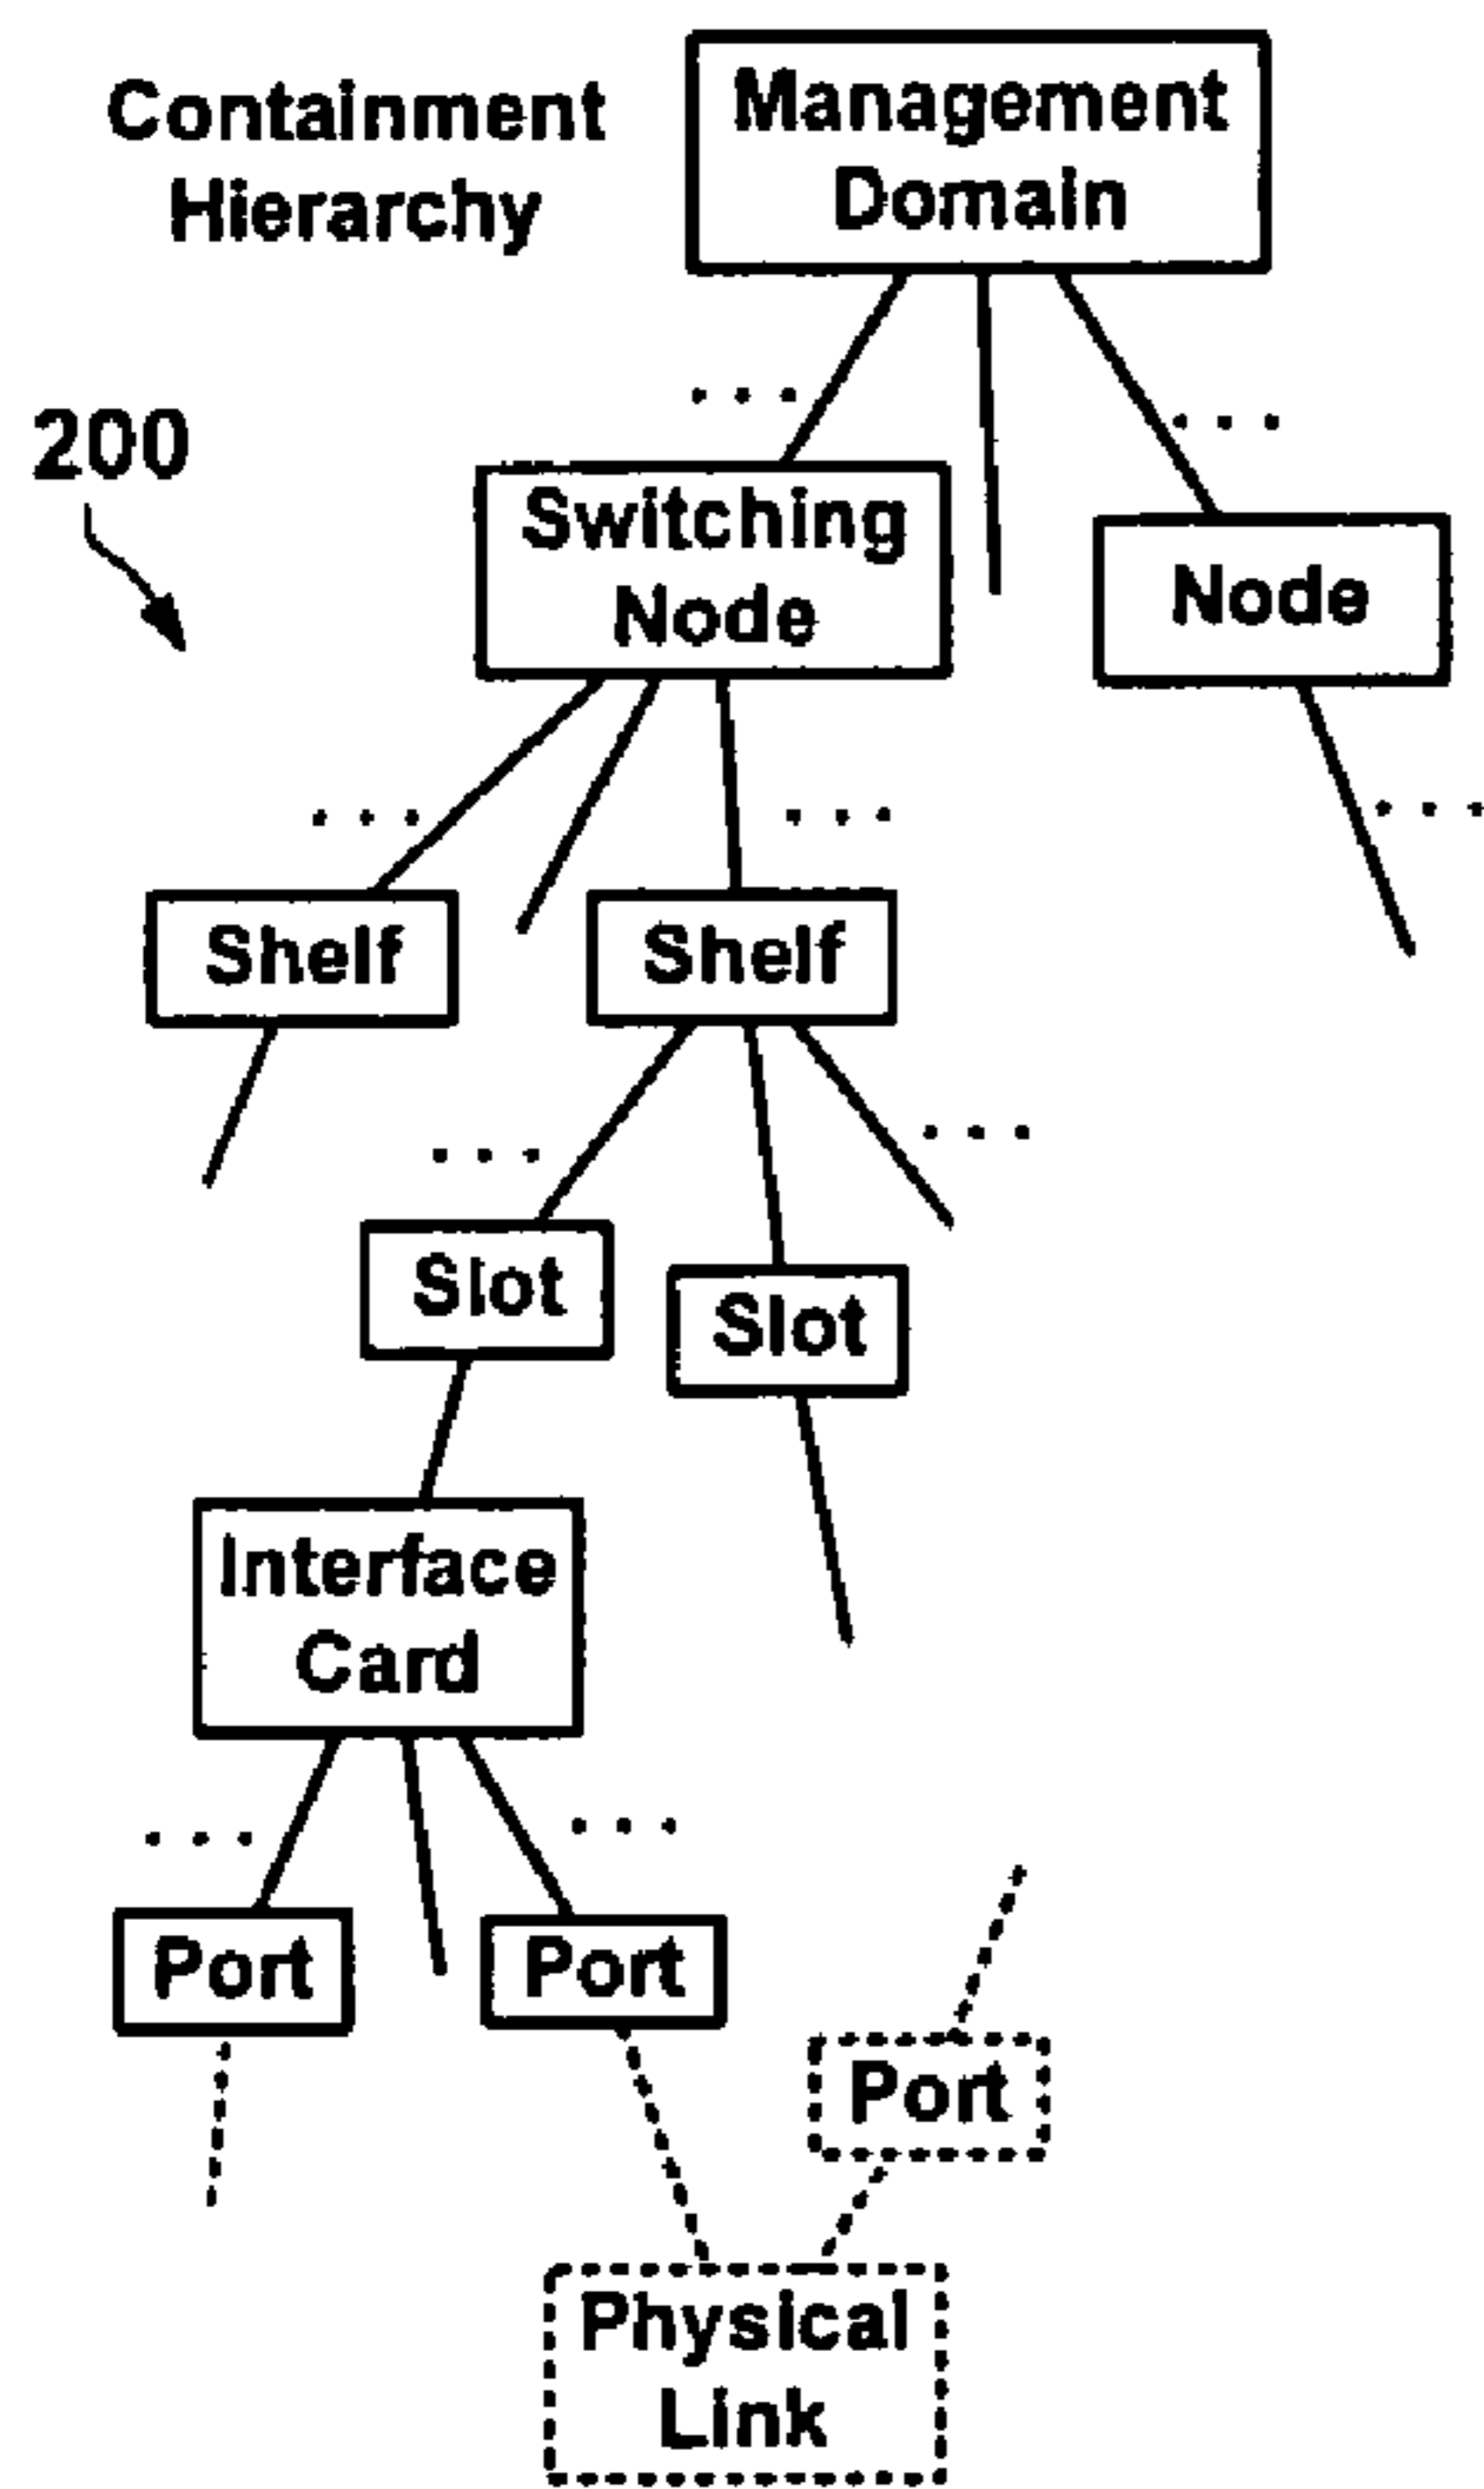 Containment
Hierarchy
Management
Domain
200
. . .
. . .
Switching
Node
Node
. . .
. . .
. . .
Shelf
Shelf
. . .
. . .
Slot
Slot
Interface
Card
. . .
. . .
Port
Port
Port
Physical
Link